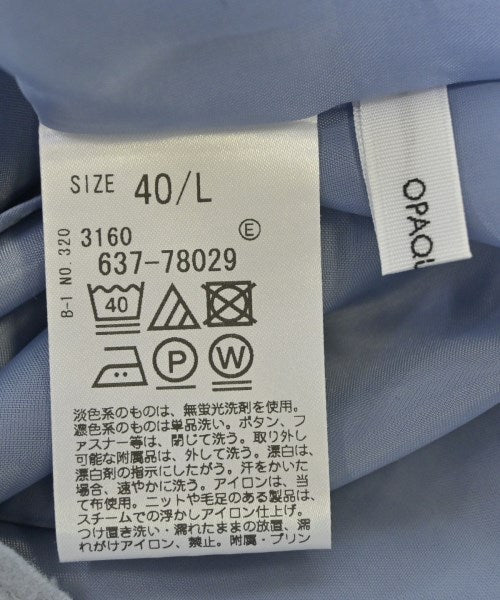 SIZE 40/L
B-1 NO. 320
3160
E
637-78029
40
P
W
淡色系のものは、無蛍光洗剤を使用。
濃色系のものは単品洗い。ボタン、フ
ァスナー等は、閉じて洗う。取り外し
可能な附属品は、外して洗う。漂白は、
漂白剤の指示にしたがう。汗をかいた
場合、速やかに洗う。アイロンは、当
て布使用。ニットや毛足のある製品は、
スチームでの浮かしアイロン仕上げ。
つけ置き洗い・濡れたままの放置、濡
れがけアイロン、禁止。附属・プリン